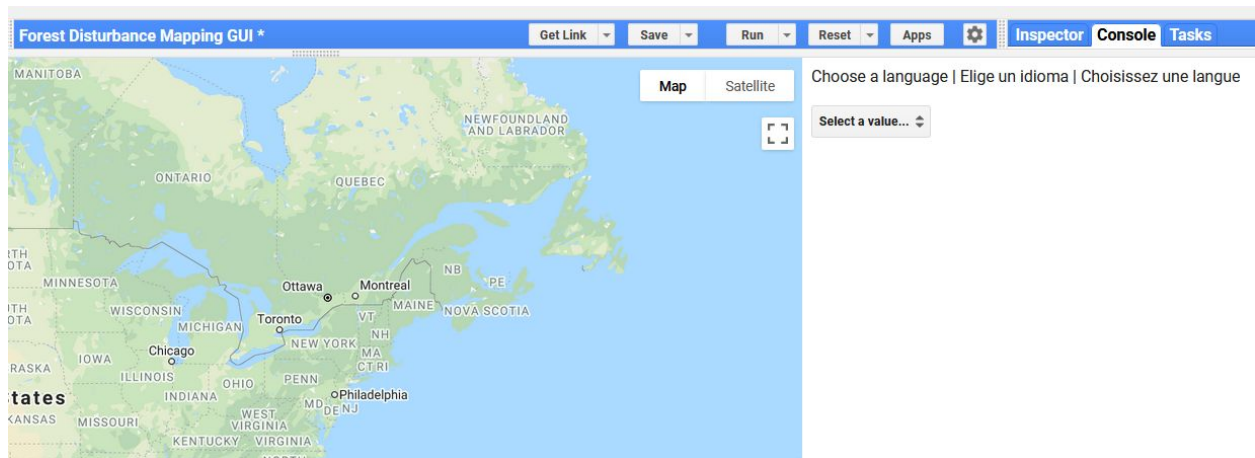 Forest Disturbance Mapping GUI *
Get Link
Save
Run
Reset
Apps
Inspector
Console
Tasks
Map
Satellite
Choose a language | Elige un idioma | Choisissez une langue
Select a value...
MANITOBA
NEWFOUNDLAND
AND LABRADOR
ONTARIO
QUEBEC
MINNESOTA
Ottawa
Montreal
NB
PE
MAINE
NOVA SCOTIA
WISCONSIN
MICHIGAN
Toronto
VT
NH
NEW YORK
MA
CT RI
Chicago
IOWA
ILLINOIS
INDIANA
OHIO
PENN
Philadelphia
MD
DE NJ
tates
KANSAS
MISSOURI
WEST
VIRGINIA
KENTUCKY
VIRGINIA